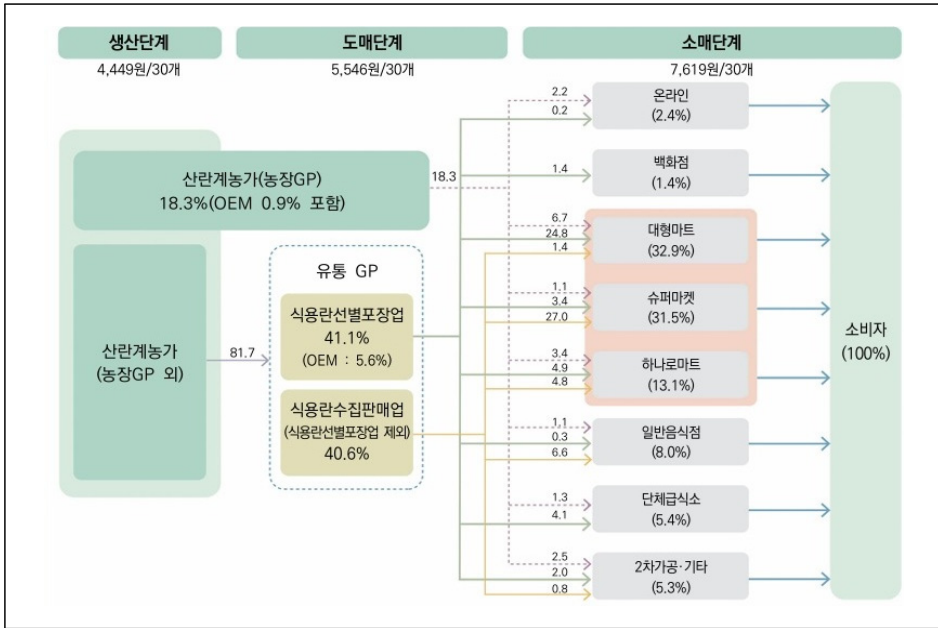 생산단계
4,449원/30개
도매단계
5,546원/30개
소매단계
7,619원/30개
산란계농가(농장GP)
18.3%(OEM 0.9% 포함)
18.3
산란계농가
(농장GP 외)
81.7
유통 GP
식용란선별포장업
41.1%
(OEM : 5.6%)
식용란수집판매업
(식용란선별포장업 제외)
40.6%
2.2
0.2
온라인
(2.4%)
1.4
백화점
(1.4%)
6.7
24.8
1.4
대형마트
(32.9%)
1.1
3.4
27.0
슈퍼마켓
(31.5%)
3.4
4.9
4.8
하나로마트
(13.1%)
1.1
0.3
6.6
일반음식점
(8.0%)
1.3
4.1
단체급식소
(5.4%)
2.5
2.0
0.8
2차가공·기타
(5.3%)
소비자
(100%)